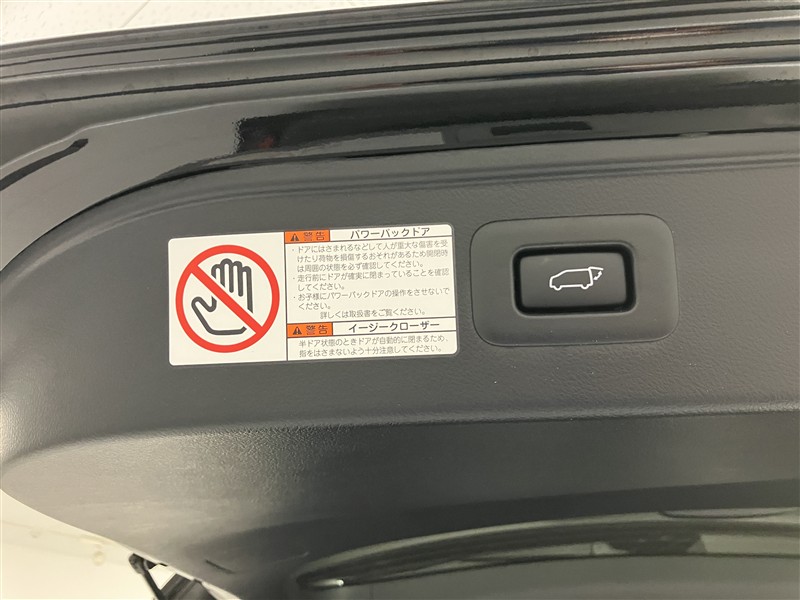 警告 パワーバックドア
・ドアにはさまれるなどして人が重大な傷害を受
けたり荷物を損傷するおそれがあるため開閉時
は周囲の状態を必ず確認してください。
・走行前にドアが確実に閉まっていることを確認
してください。
・お子様にパワーバックドアの操作をさせないで
ください。
詳しくは取扱書をご覧ください。
警告 イージークローザー
半ドア状態のときドアが自動的に閉まるため、
指をはさまないよう十分注意してください。